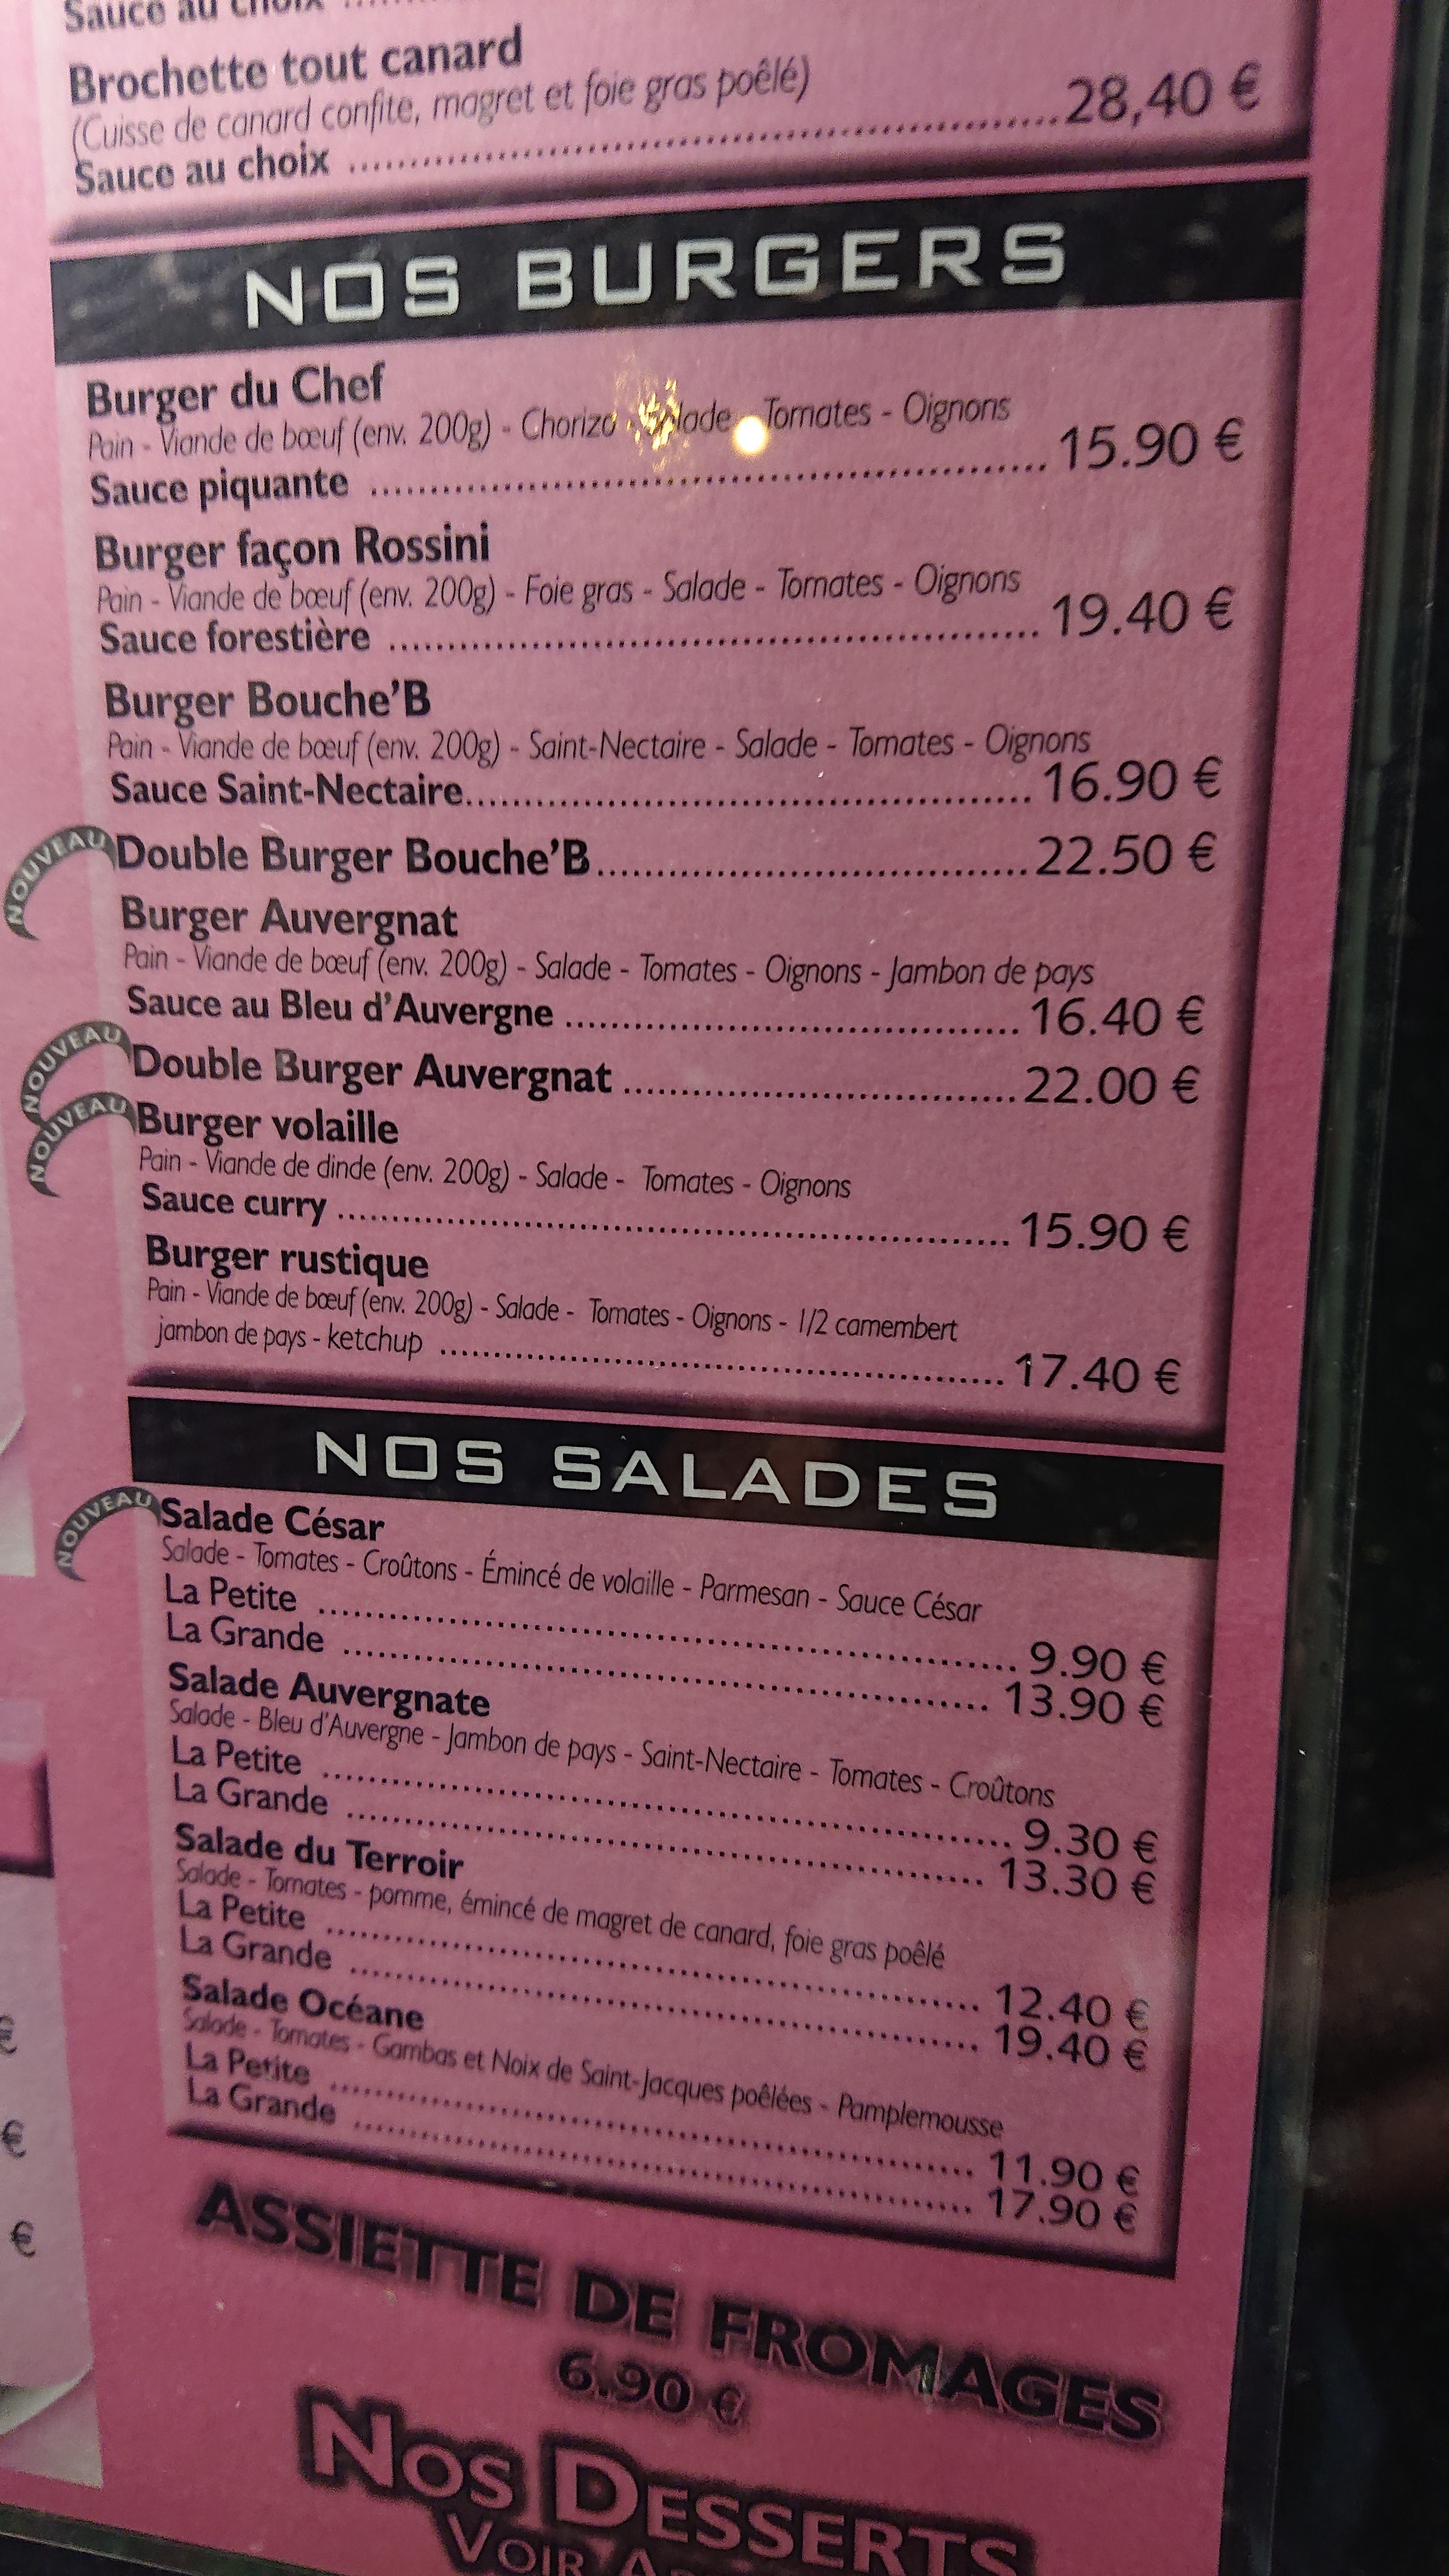 Sauce au choix
Brochette tout canard
(Cuisse de canard confite, magret et foie gras poêlé)
Sauce au choix ........ 28,40 €
NOS BURGERS
Burger du Chef
Pain - Viande de bœuf (env. 200g) - Chorizo - Salade - Tomates - Oignons
Sauce piquante ........ 15.90 €
Burger façon Rossini
Pain - Viande de bœuf (env. 200g) - Foie gras - Salade - Tomates - Oignons
Sauce forestière ........ 19.40 €
Burger Bouche'B
Pain - Viande de bœuf (env. 200g) - Saint-Nectaire - Salade - Tomates - Oignons
Sauce Saint-Nectaire ........ 16.90 €
NOUVEAU Double Burger Bouche'B ........ 22.50 €
Burger Auvergnat
Pain - Viande de bœuf (env. 200g) - Salade - Tomates - Oignons - Jambon de pays
Sauce au Bleu d'Auvergne ........ 16.40 €
NOUVEAU Double Burger Auvergnat ........ 22.00 €
NOUVEAU Burger volaille
Pain - Viande de dinde (env. 200g) - Salade - Tomates - Oignons
Sauce curry ........ 15.90 €
Burger rustique
Pain - Viande de bœuf (env. 200g) - Salade - Tomates - Oignons - 1/2 camembert
jambon de pays - ketchup ........ 17.40 €
NOS SALADES
NOUVEAU Salade César
Salade - Tomates - Croûtons - Émincé de volaille - Parmesan - Sauce César
La Petite ........ 9.90 €
La Grande ........ 13.90 €
Salade Auvergnate
Salade - Bleu d'Auvergne - Jambon de pays - Saint-Nectaire - Tomates - Croûtons
La Petite ........ 9.30 €
La Grande ........ 13.30 €
Salade du Terroir
Salade - Tomates - pomme, émincé de magret de canard, foie gras poêlé
La Petite ........ 12.40 €
La Grande ........ 19.40 €
Salade Océane
Salade - Tomates - Gambas et Noix de Saint-Jacques poêlées - Pamplemousse
La Petite ........ 11.90 €
La Grande ........ 17.90 €
€
€
€
ASSIETTE DE FROMAGES
6.90 €
NOS DESSERTS
VOIR